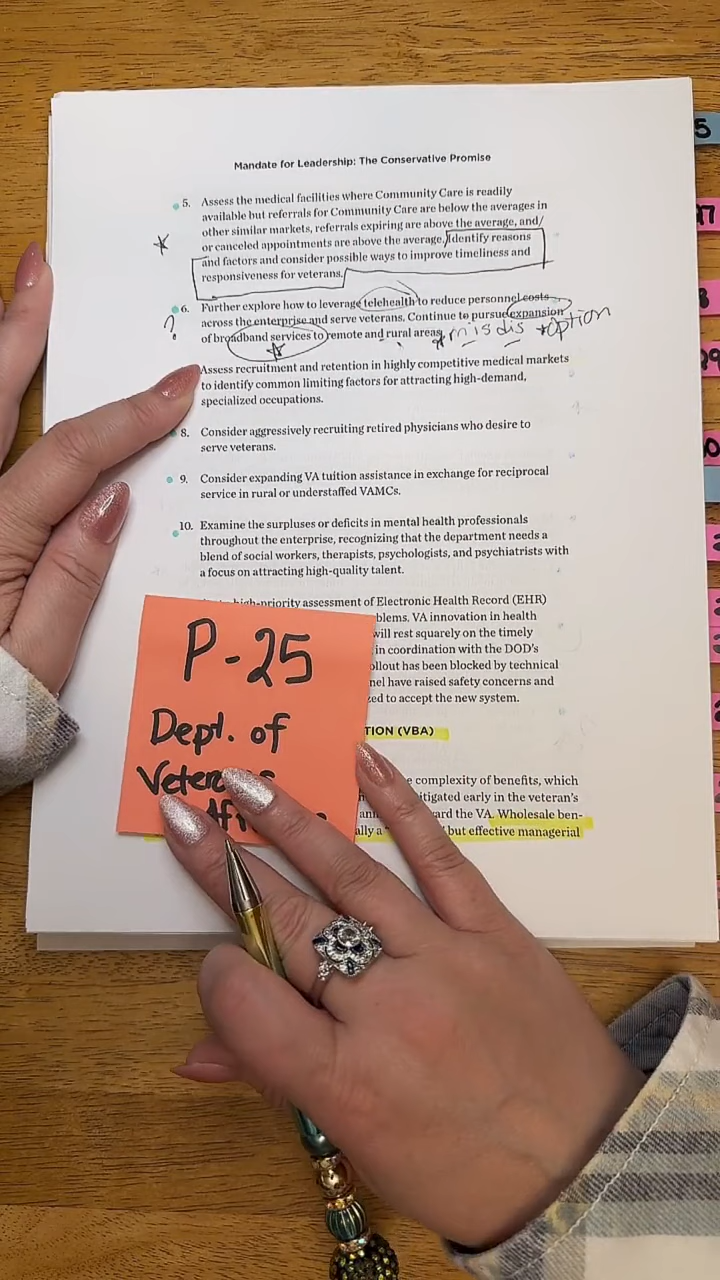 Mandate for Leadership: The Conservative Promise
5. Assess the medical facilities where Community Care is readily
available but referrals for Community Care are below the averages in
other similar markets, referrals expiring are above the average, and/
or canceled appointments are above the average. Identify reasons
and factors and consider possible ways to improve timeliness and
responsiveness for veterans.
6. Further explore how to leverage telehealth to reduce personnel costs
across the enterprise and serve veterans. Continue to pursue expansion
of broadband services to remote and rural areas.
? *misdis *option
Assess recruitment and retention in highly competitive medical markets
to identify common limiting factors for attracting high-demand,
specialized occupations.
8. Consider aggressively recruiting retired physicians who desire to
serve veterans.
9. Consider expanding VA tuition assistance in exchange for reciprocal
service in rural or understaffed VAMCs.
10. Examine the surpluses or deficits in mental health professionals
throughout the enterprise, recognizing that the department needs a
blend of social workers, therapists, psychologists, and psychiatrists with
a focus on attracting high-quality talent.
high-priority assessment of Electronic Health Record (EHR)
blems. VA innovation in health
will rest squarely on the timely
in coordination with the DOD's
ollout has been blocked by technical
nel have raised safety concerns and
ed to accept the new system.
TION (VBA)
e complexity of benefits, which
itigated early in the veteran's
ard the VA. Wholesale ben-
ally a but effective managerial
P-25
Dept. of
Veterans
5